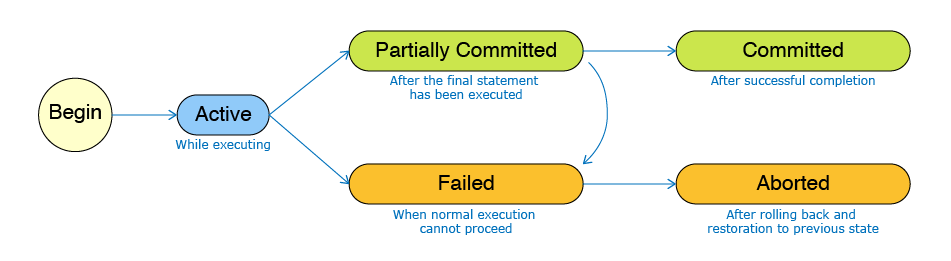 Begin
Active
While executing
Partially Committed
After the final statement
has been executed
Committed
After successful completion
Failed
When normal execution
cannot proceed
Aborted
After rolling back and
restoration to previous state